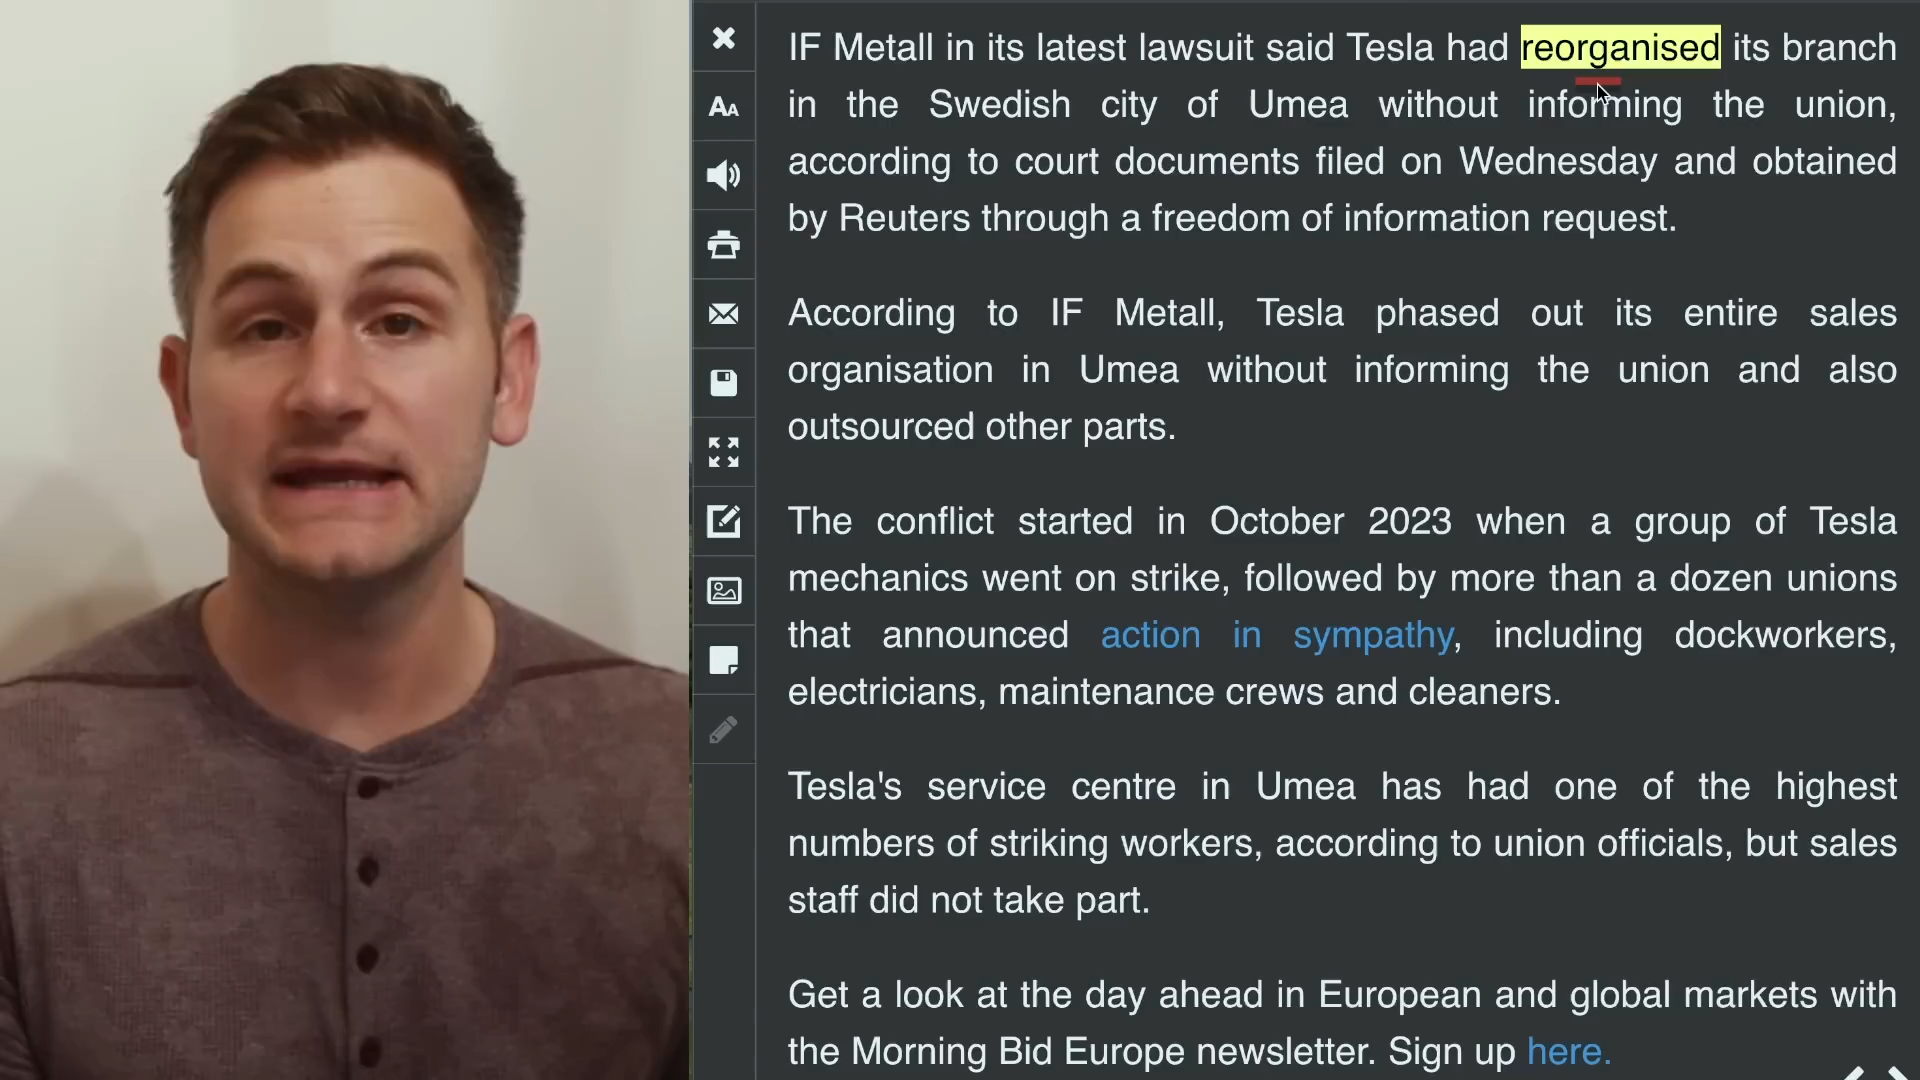 IF Metall in its latest lawsuit said Tesla had reorganised its branch
in the Swedish city of Umea without informing the union,
according to court documents filed on Wednesday and obtained
by Reuters through a freedom of information request.
According to IF Metall, Tesla phased out its entire sales
organisation in Umea without informing the union and also
outsourced other parts.
The conflict started in October 2023 when a group of Tesla
mechanics went on strike, followed by more than a dozen unions
that announced action in sympathy, including dockworkers,
electricians, maintenance crews and cleaners.
Tesla's service centre in Umea has had one of the highest
numbers of striking workers, according to union officials, but sales
staff did not take part.
Get a look at the day ahead in European and global markets with
the Morning Bid Europe newsletter. Sign up here.